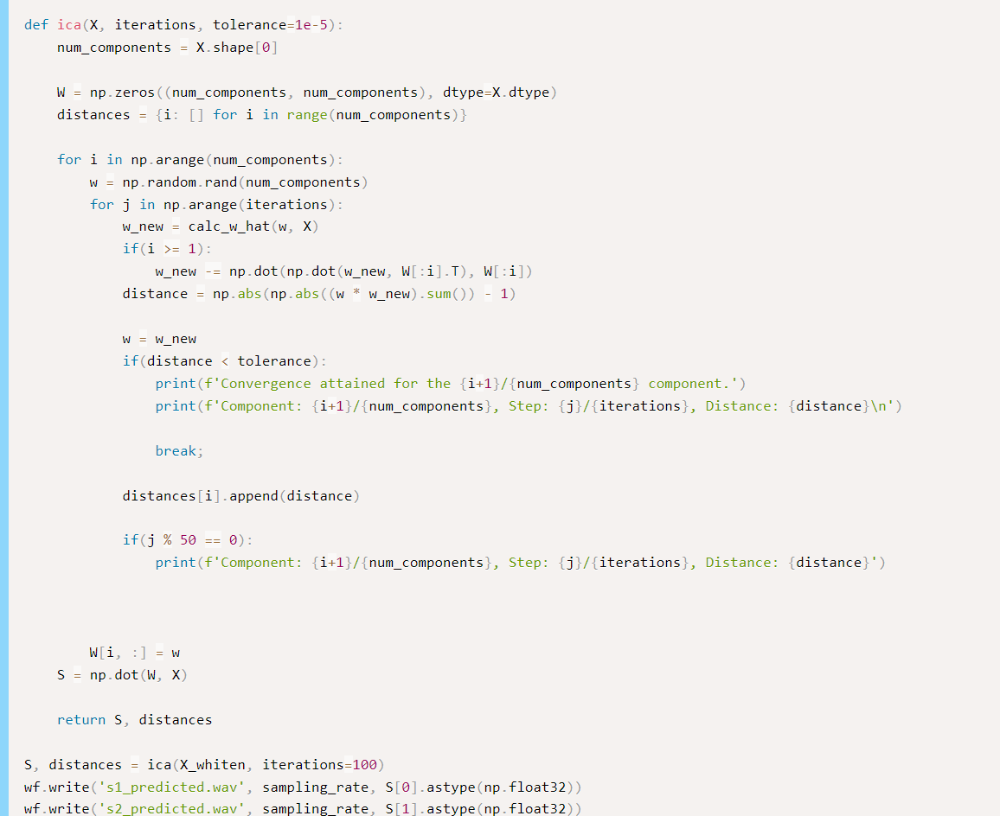 def ica(X, iterations, tolerance=1e-5):
    num_components = X.shape[0]

    W = np.zeros((num_components, num_components), dtype=X.dtype)
    distances = {i: [] for i in range(num_components)}

    for i in np.arange(num_components):
        w = np.random.rand(num_components)
        for j in np.arange(iterations):
            w_new = calc_w_hat(w, X)
            if(i >= 1):
                w_new -= np.dot(np.dot(w_new, W[:i].T), W[:i])
            distance = np.abs(np.abs((w * w_new).sum()) - 1)

            w = w_new
            if(distance < tolerance):
                print(f'Convergence attained for the {i+1}/{num_components} component.')
                print(f'Component: {i+1}/{num_components}, Step: {j}/{iterations}, Distance: {distance}\n')

                break;

            distances[i].append(distance)

            if(j % 50 == 0):
                print(f'Component: {i+1}/{num_components}, Step: {j}/{iterations}, Distance: {distance}')



        W[i, :] = w
    S = np.dot(W, X)

    return S, distances

S, distances = ica(X_whiten, iterations=100)
wf.write('s1_predicted.wav', sampling_rate, S[0].astype(np.float32))
wf.write('s2_predicted.wav', sampling_rate, S[1].astype(np.float32))